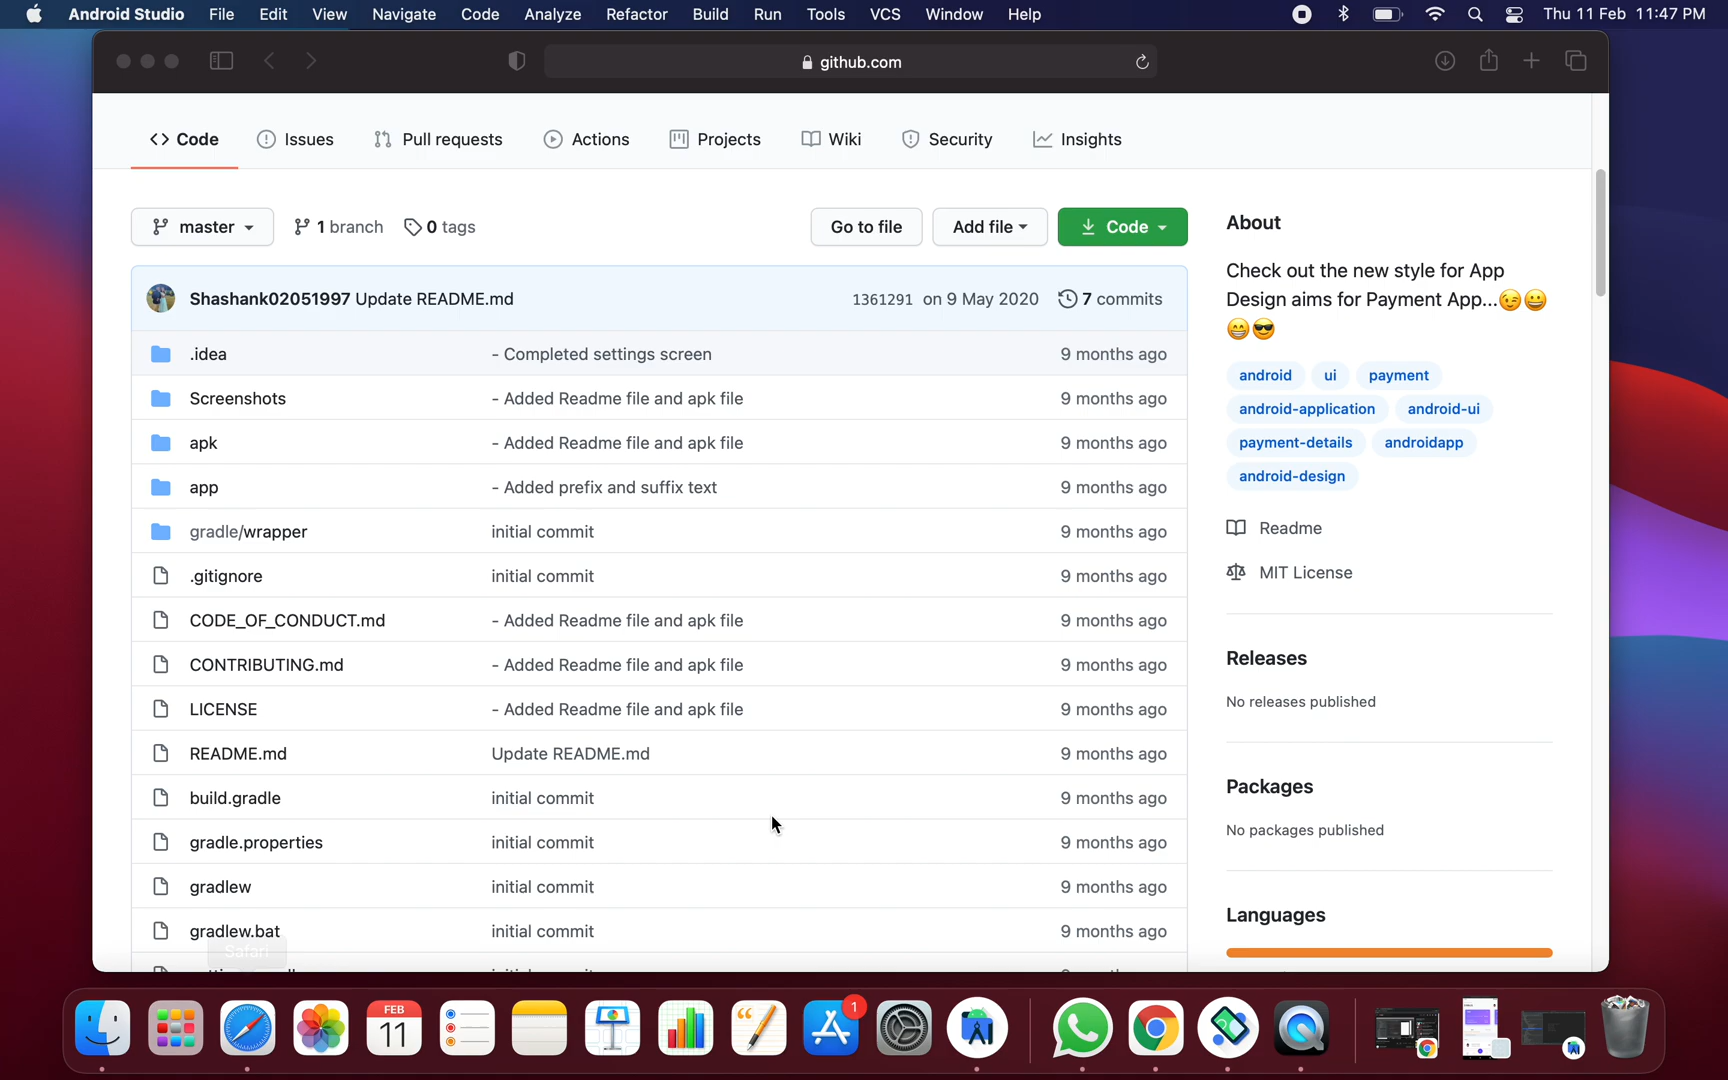 Android Studio File Edit View Navigate Code Analyze Refactor Build Run Tools VCS Window Help Thu 11 Feb 11:47 PM
github.com
<> Code Issues Pull requests Actions Projects Wiki Security Insights
master 1 branch 0 tags Go to file Add file Code
Shashank02051997 Update README.md 1361291 on 9 May 2020 7 commits
.idea - Completed settings screen 9 months ago
Screenshots - Added Readme file and apk file 9 months ago
apk - Added Readme file and apk file 9 months ago
app - Added prefix and suffix text 9 months ago
gradle/wrapper initial commit 9 months ago
.gitignore initial commit 9 months ago
CODE_OF_CONDUCT.md - Added Readme file and apk file 9 months ago
CONTRIBUTING.md - Added Readme file and apk file 9 months ago
LICENSE - Added Readme file and apk file 9 months ago
README.md Update README.md 9 months ago
build.gradle initial commit 9 months ago
gradle.properties initial commit 9 months ago
gradlew initial commit 9 months ago
gradlew.bat initial commit 9 months ago
About
Check out the new style for App
Design aims for Payment App...😉😀
😁😎
android ui payment
android-application android-ui
payment-details androidapp
android-design
Readme
MIT License
Releases
No releases published
Packages
No packages published
Languages
Safari
FEB
11
1